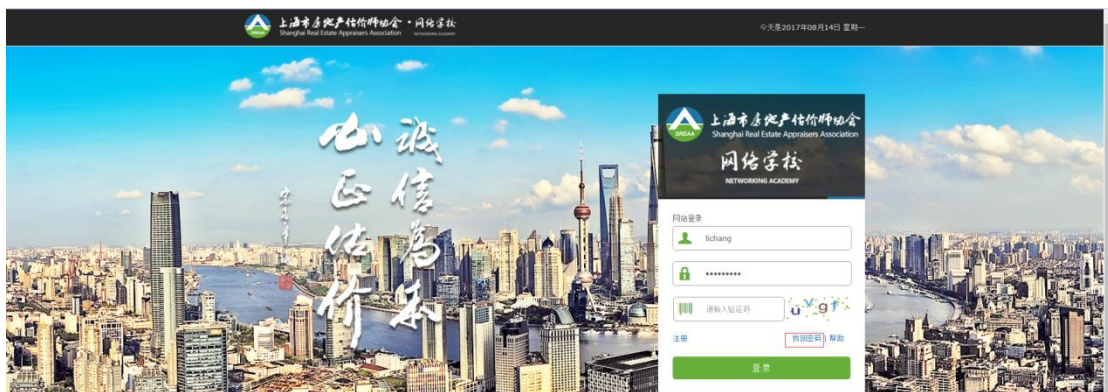 上海市房地产估价师协会·网络学校
Shanghai Real Estate Appraisers Association NETWORKING ACADEMY
今天是2017年08月14日 星期一
诚信为本
心正估价
SREAA
上海市房地产估价师协会
Shanghai Real Estate Appraisers Association
网络学校
NETWORKING ACADEMY
网站登录
lichang
•••••••••
请输入验证码
注册
找回密码 | 帮助
登录